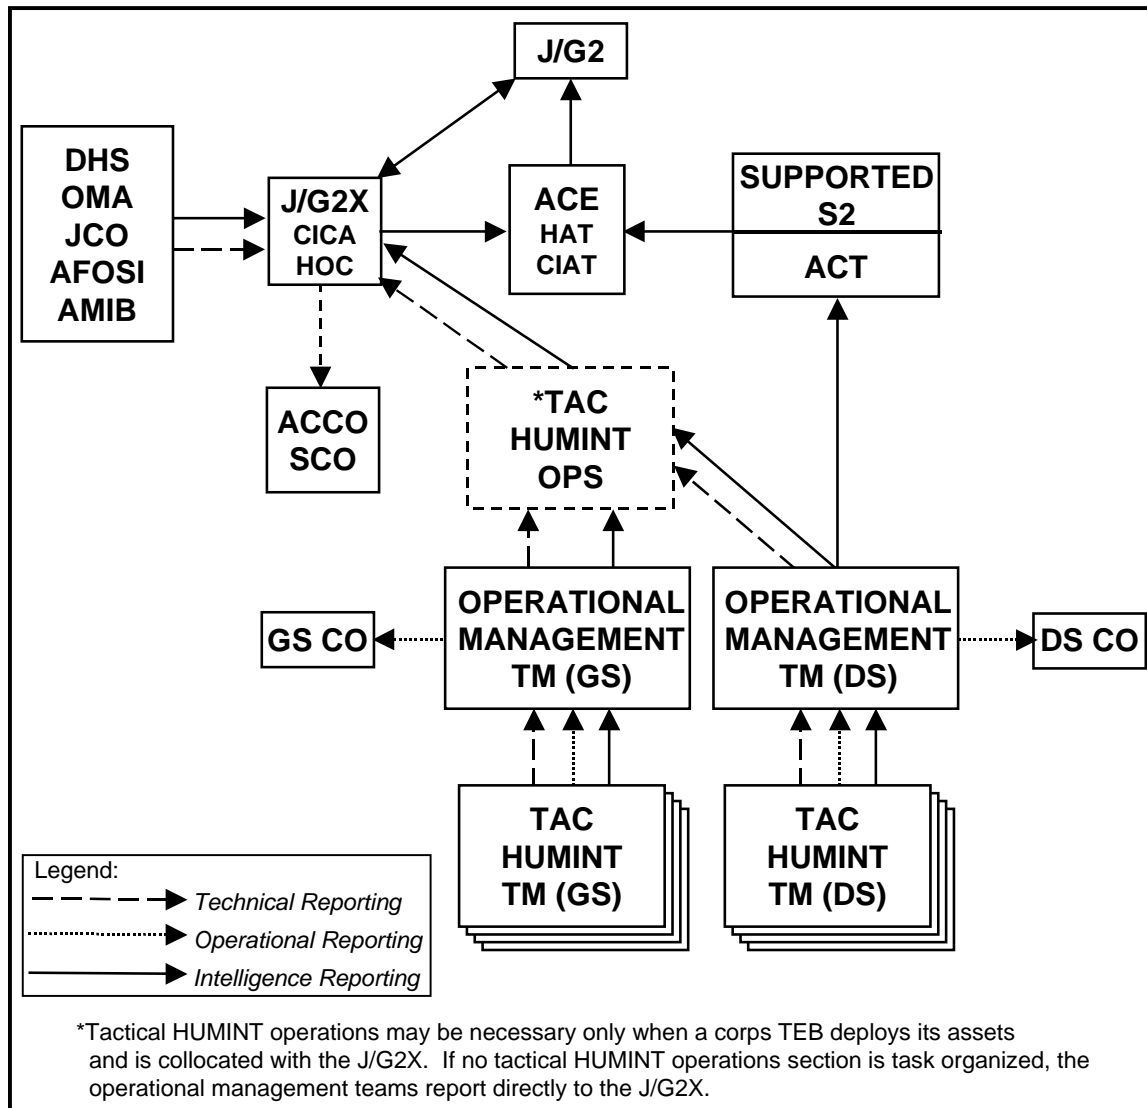 J/G2
DHS
OMA
JCO
AFOSI
AMIB
J/G2X
CICA
HOC
ACE
HAT
CIAT
SUPPORTED
S2
ACT
ACCO
SCO
*TAC
HUMINT
OPS
GS CO
OPERATIONAL
MANAGEMENT
TM (GS)
OPERATIONAL
MANAGEMENT
TM (DS)
DS CO
TAC
HUMINT
TM (GS)
TAC
HUMINT
TM (DS)
Legend:
Technical Reporting
Operational Reporting
Intelligence Reporting
*Tactical HUMINT operations may be necessary only when a corps TEB deploys its assets
and is collocated with the J/G2X. If no tactical HUMINT operations section is task organized, the
operational management teams report directly to the J/G2X.